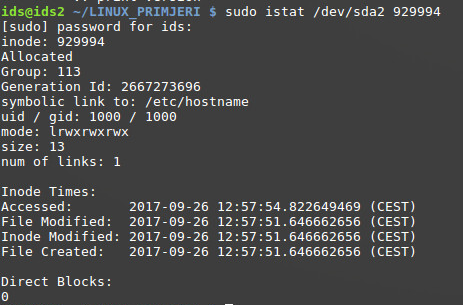 ids@ids2 ~/LINUX_PRIMJERI $ sudo istat /dev/sda2 929994
[sudo] password for ids:
inode: 929994
Allocated
Group: 113
Generation Id: 2667273696
symbolic link to: /etc/hostname
uid / gid: 1000 / 1000
mode: lrwxrwxrwx
size: 13
num of links: 1

Inode Times:
Accessed:       2017-09-26 12:57:54.822649469 (CEST)
File Modified:  2017-09-26 12:57:51.646662656 (CEST)
Inode Modified: 2017-09-26 12:57:51.646662656 (CEST)
File Created:   2017-09-26 12:57:51.646662656 (CEST)

Direct Blocks:
0